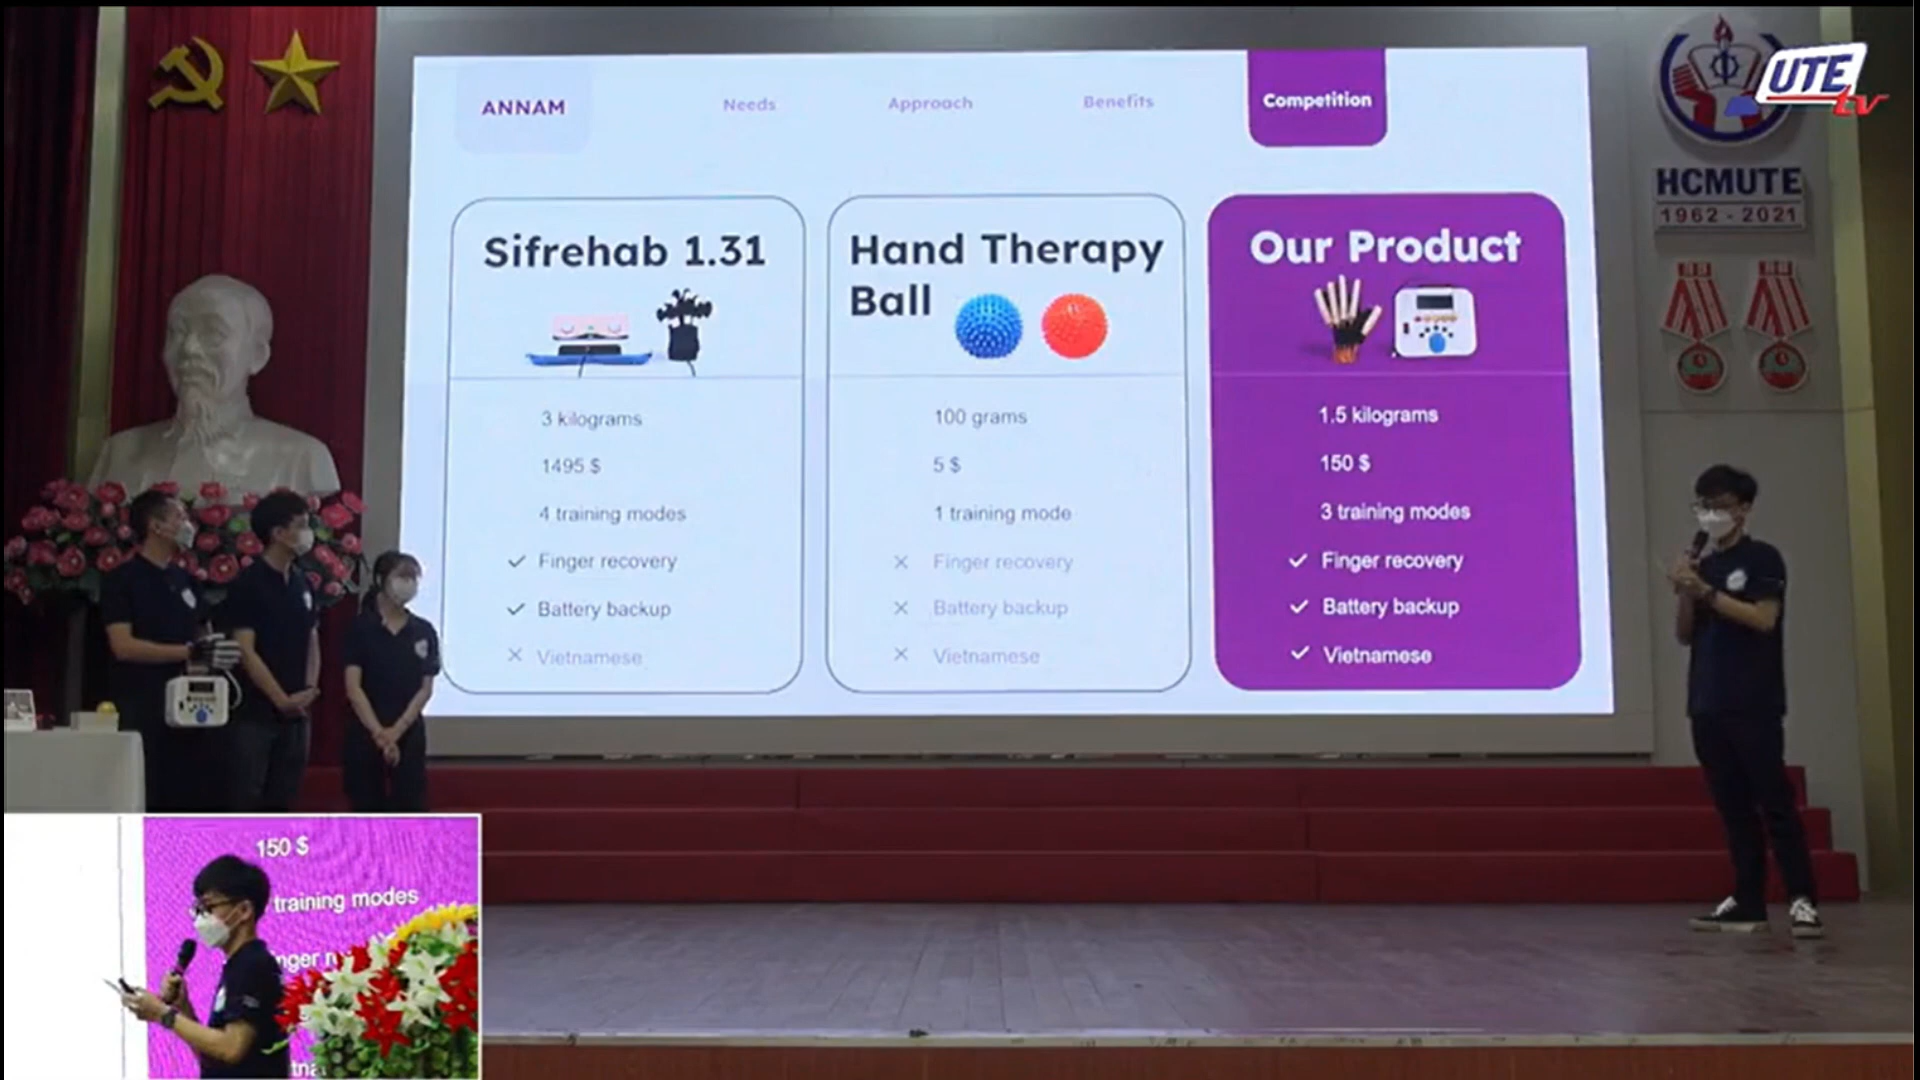 UTE
tv
HCMUTE
1962 - 2021
ANNAM
Needs
Approach
Benefits
Competition
Sifrehab 1.31
3 kilograms
1495 $
4 training modes
✓ Finger recovery
✓ Battery backup
✕ Vietnamese
Hand Therapy
Ball
100 grams
5 $
1 training mode
✕ Finger recovery
✕ Battery backup
✕ Vietnamese
Our Product
1.5 kilograms
150 $
3 training modes
✓ Finger recovery
✓ Battery backup
✓ Vietnamese
150 $
training modes